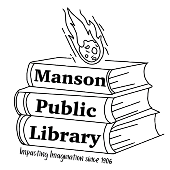 Manson
Public
Library
Impacting Imagination since 1906